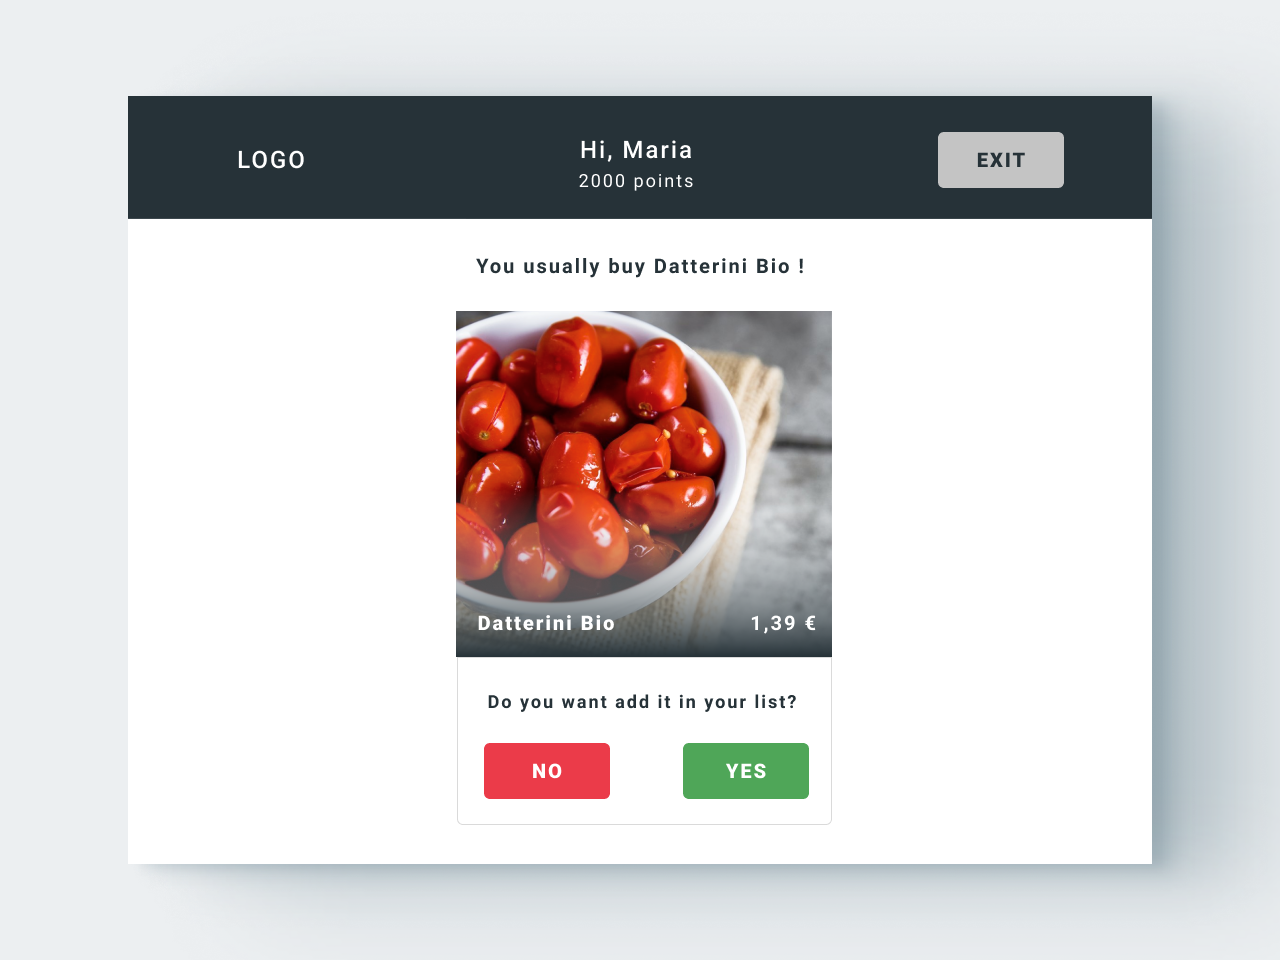 LOGO
Hi, Maria
2000 points
EXIT
You usually buy Datterini Bio !
Datterini Bio
1,39 €
Do you want add it in your list?
NO
YES